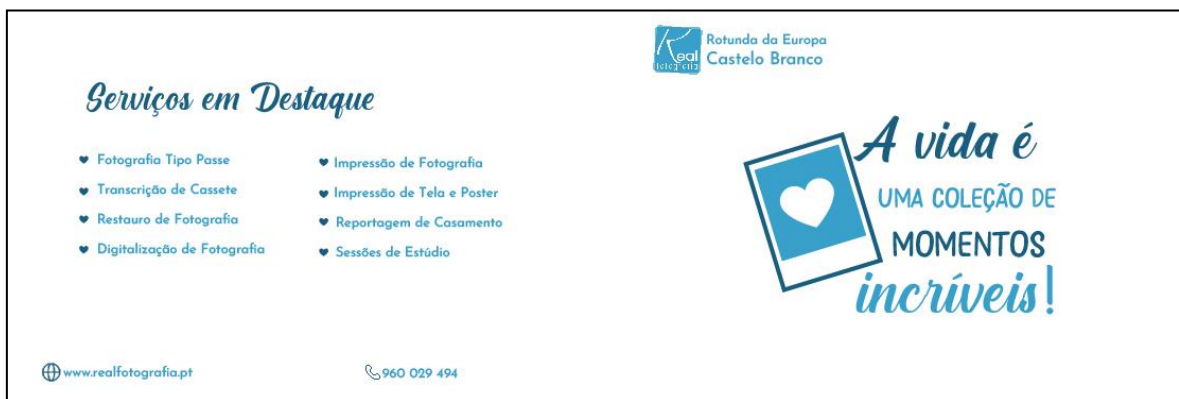 Serviços em Destaque
Fotografia Tipo Passe
Transcrição de Cassete
Restauro de Fotografia
Digitalização de Fotografia
Impressão de Fotografia
Impressão de Tela e Poster
Reportagem de Casamento
Sessões de Estúdio
www.realfotografia.pt
960 029 494
Real
fotografia
Rotunda da Europa
Castelo Branco
A vida é
UMA COLEÇÃO DE
MOMENTOS
incríveis!